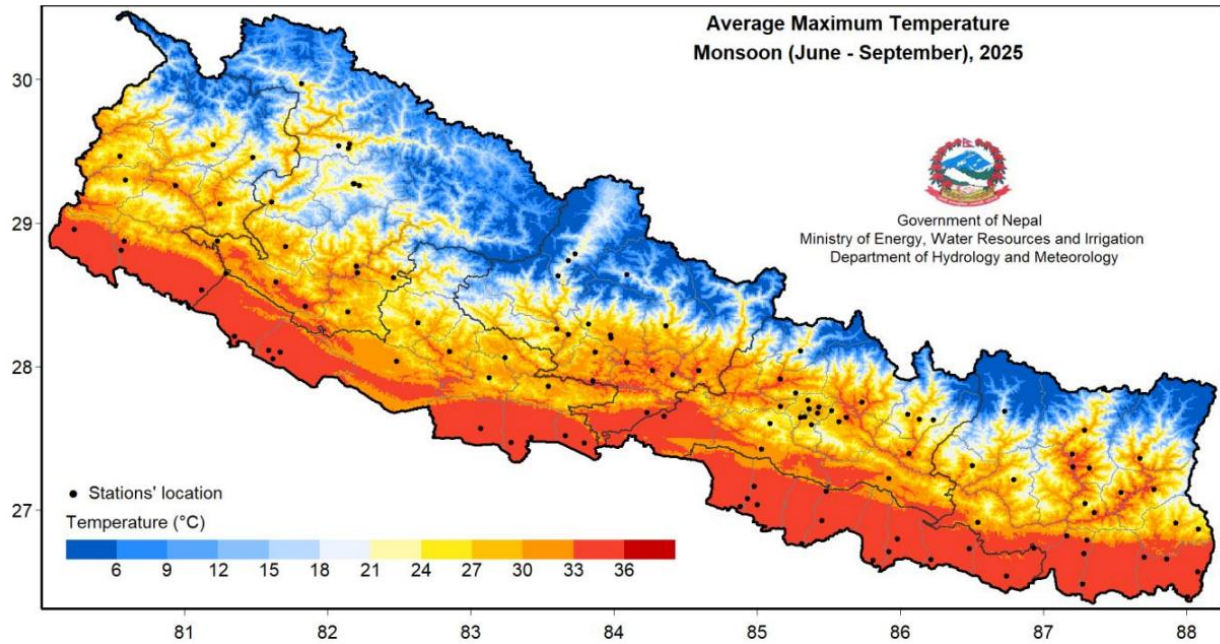 Average Maximum Temperature
Monsoon (June - September), 2025
Government of Nepal
Ministry of Energy, Water Resources and Irrigation
Department of Hydrology and Meteorology
30
29
28
27
Stations' location
Temperature (°C)
6 9 12 15 18 21 24 27 30 33 36
81 82 83 84 85 86 87 88